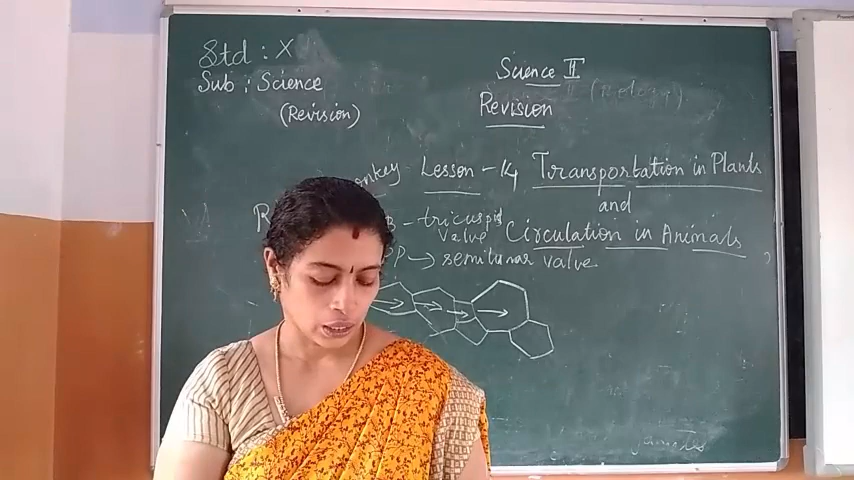 Std : X
Sub : Science
(Revision)
Science II
Revision
Lesson - 14 Transportation in Plants
and
Circulation in Animals
R
B - tricuspid
valve
P → semilunar valve